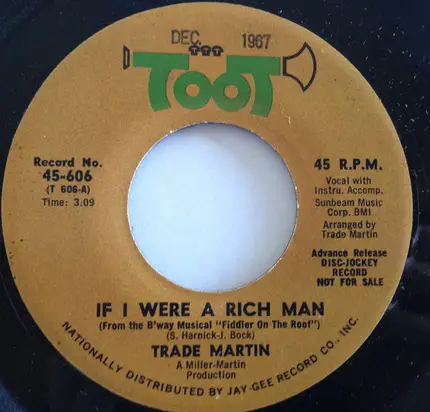 DEC. 1967
TOOT
Record No.
45-606
(T 606-A)
Time: 3:09
45 R.P.M.
Vocal with
Instru. Accomp.
Sunbeam Music
Corp. BMI
Arranged by
Trade Martin
Advance Release
DISC-JOCKEY
RECORD
NOT FOR SALE
IF I WERE A RICH MAN
(From the B'way Musical "Fiddler On The Roof")
(S. Harnick-J. Bock)
TRADE MARTIN
A Miller-Martin
Production
NATIONALLY DISTRIBUTED BY JAY-GEE RECORD CO., INC.